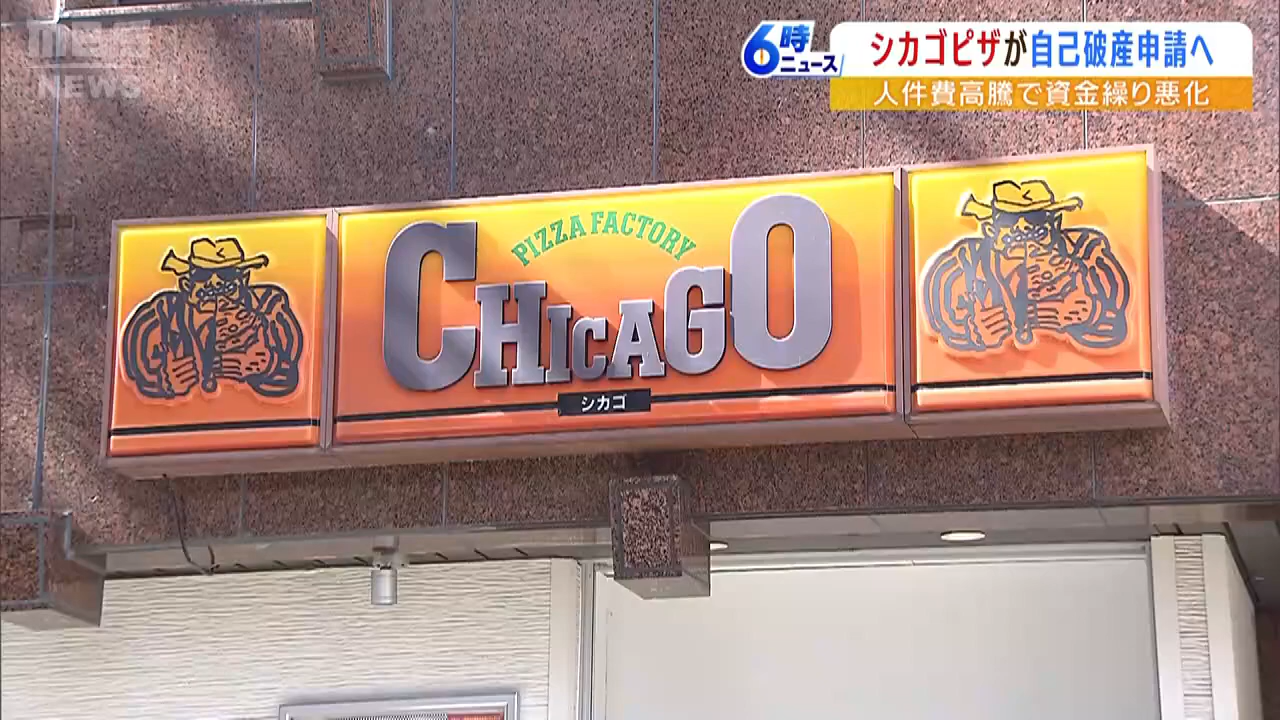 NEWS
6時ニュース
シカゴピザが自己破産申請へ
人件費高騰で資金繰り悪化
PIZZA FACTORY
CHICAGO
シカゴ